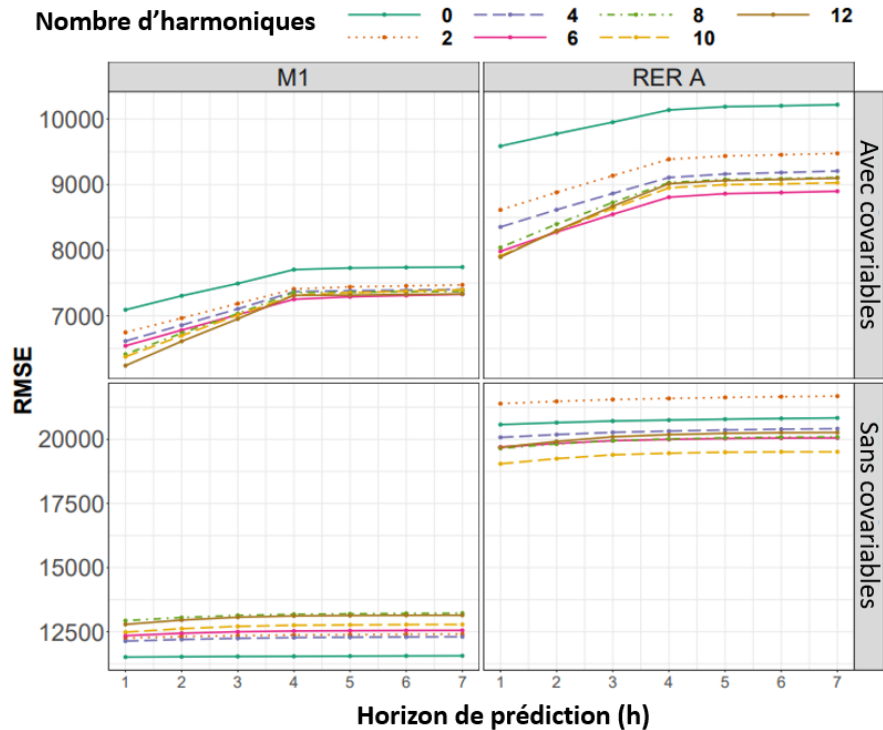 Nombre d'harmoniques
0 4 8 12
2 6 10
M1 RER A
10000
9000
8000
7000
Avec covariables
RMSE
20000
17500
15000
12500
Sans covariables
1 2 3 4 5 6 7 1 2 3 4 5 6 7
Horizon de prédiction (h)